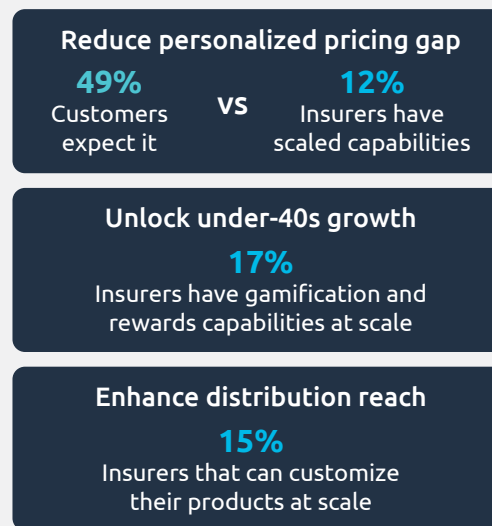 Reduce personalized pricing gap
49%
Customers
expect it
VS
12%
Insurers have
scaled capabilities
Unlock under-40s growth
17%
Insurers have gamification and
rewards capabilities at scale
Enhance distribution reach
15%
Insurers that can customize
their products at scale